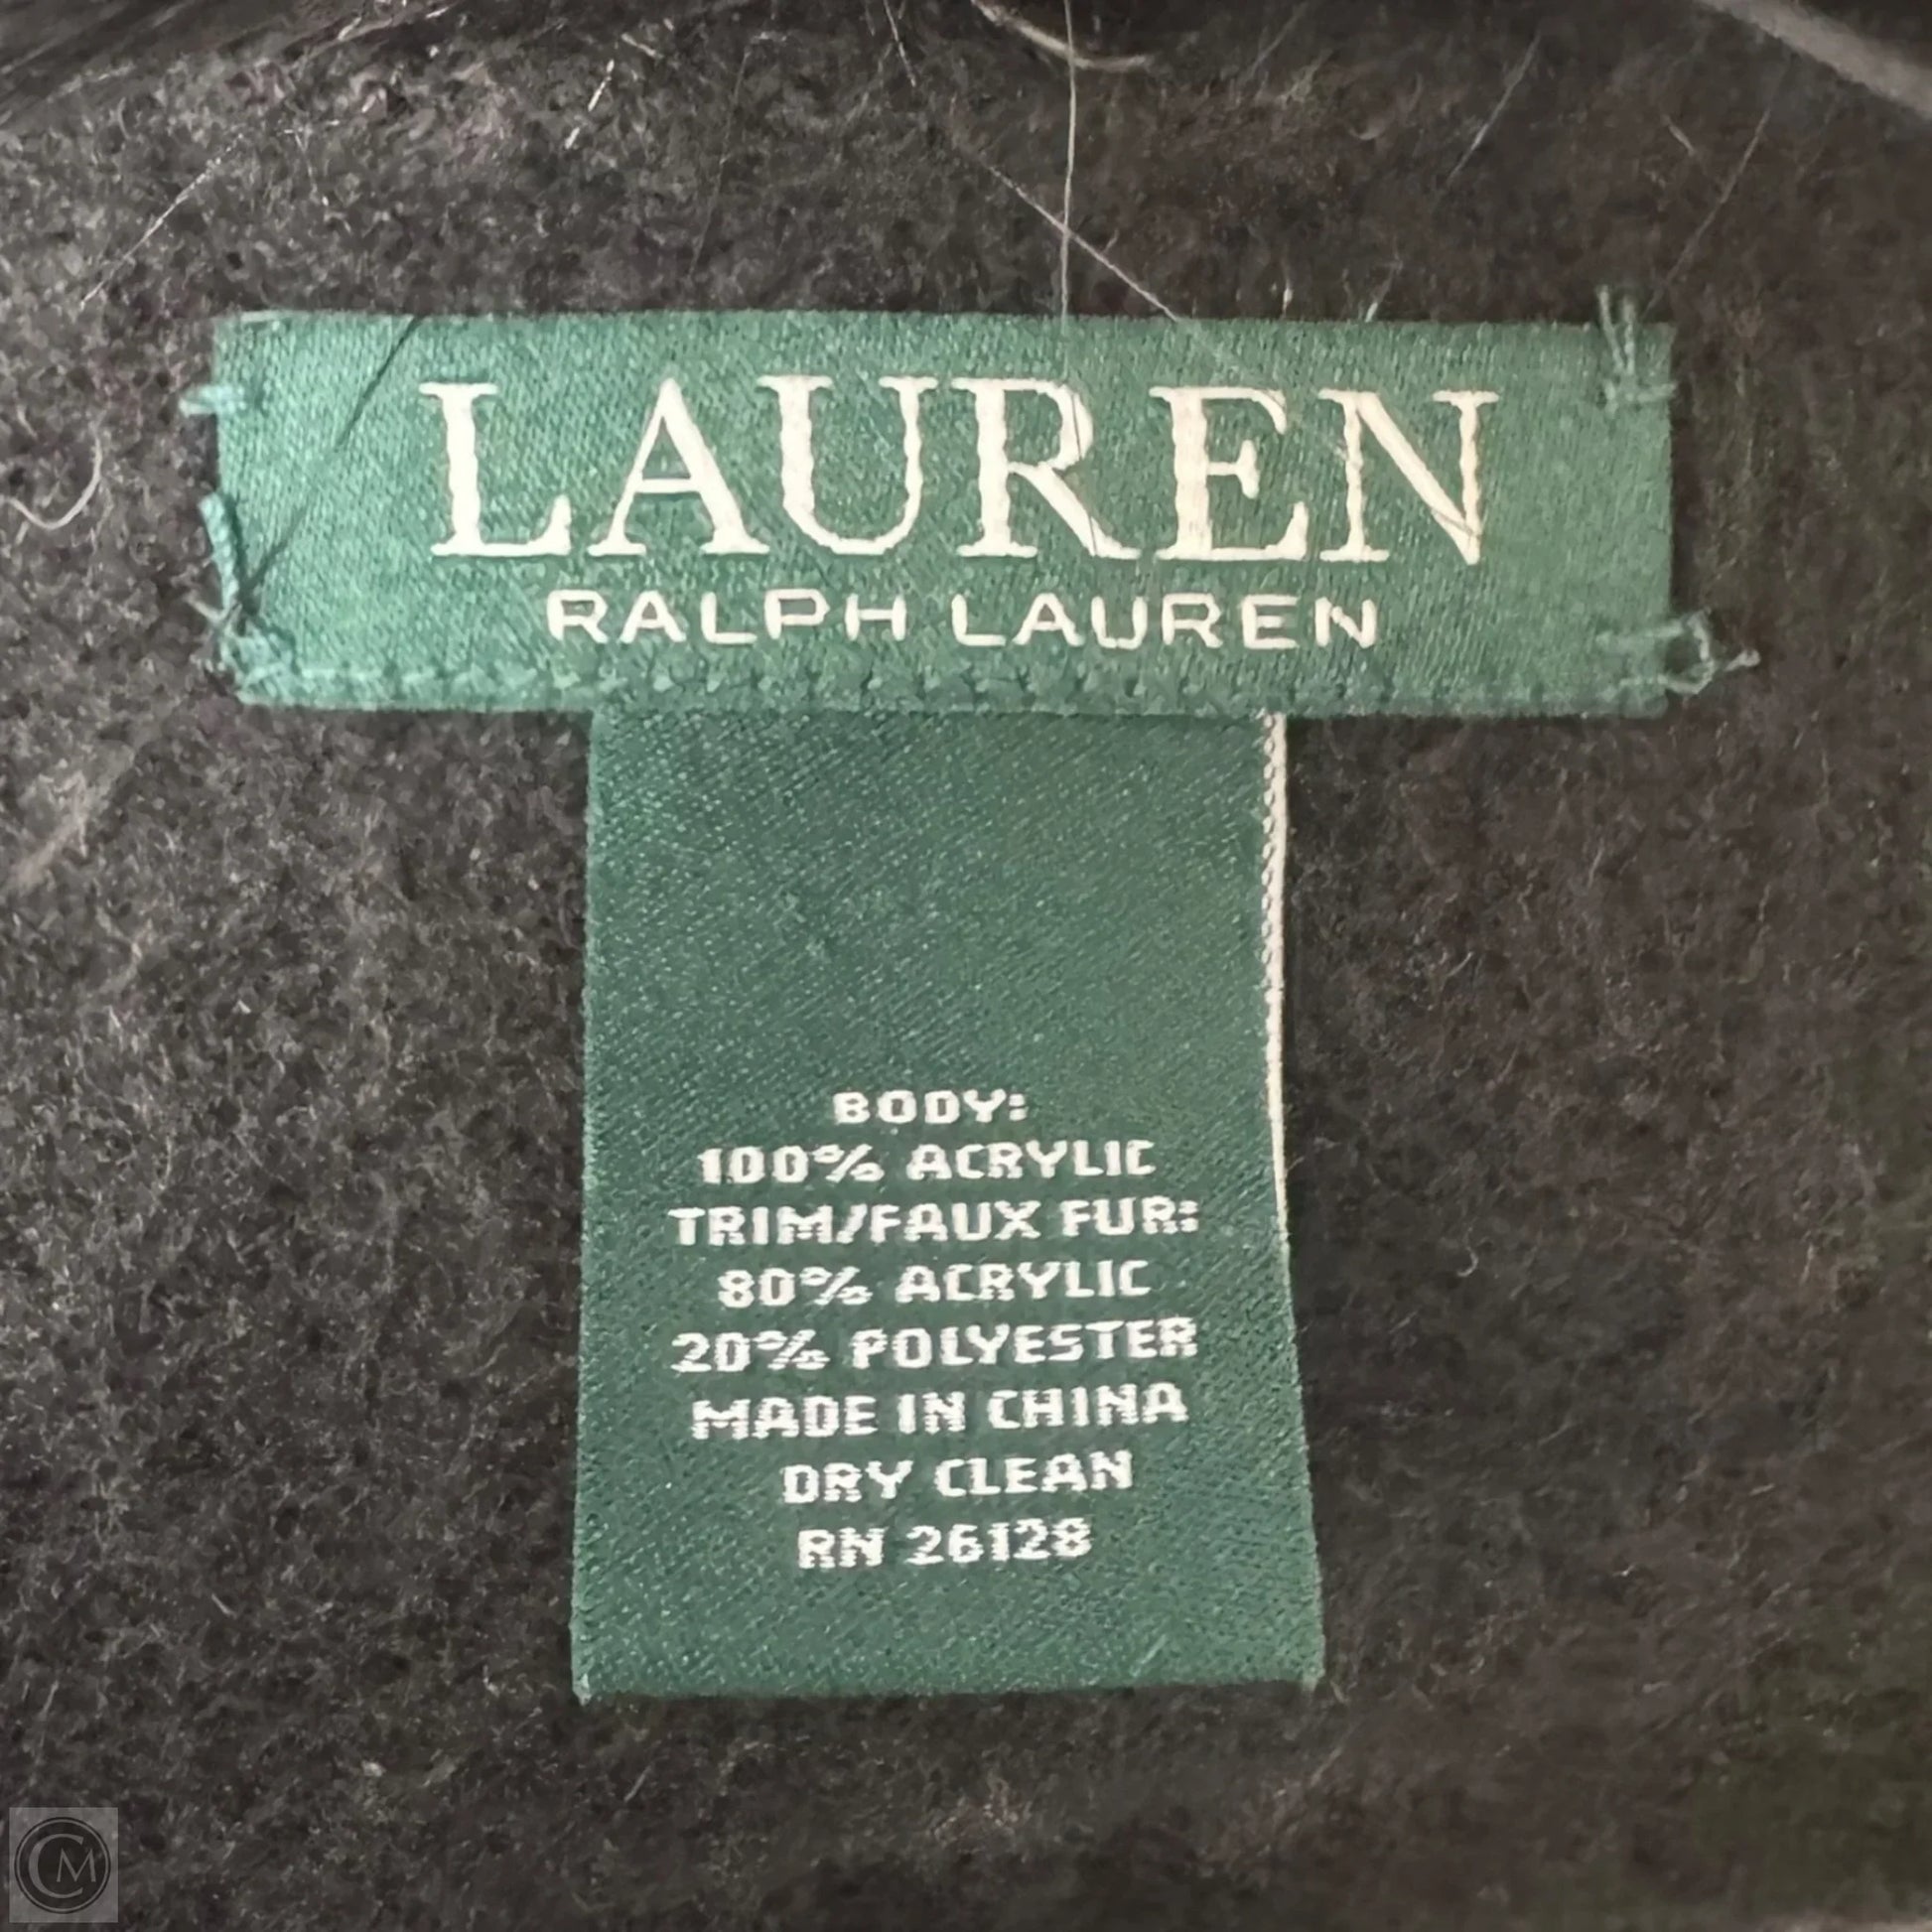 LAUREN
RALPH LAUREN
BODY:
100% ACRYLIC
TRIM/FAUX FUR:
80% ACRYLIC
20% POLYESTER
MADE IN CHINA
DRY CLEAN
RN 26128
CM